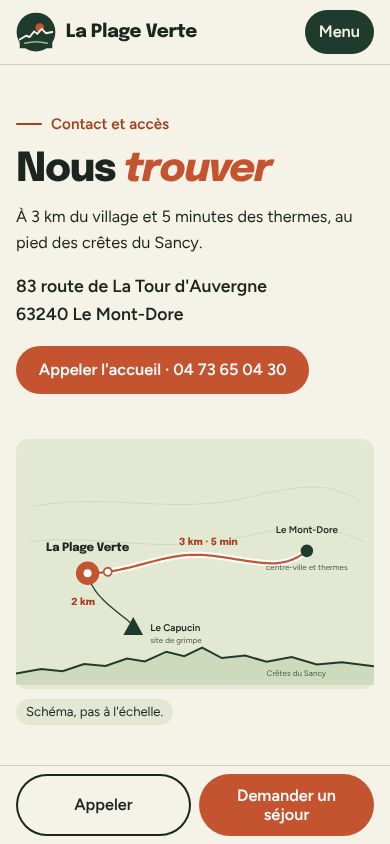 La Plage Verte
Menu
Contact et accès
Nous trouver
À 3 km du village et 5 minutes des thermes, au
pied des crêtes du Sancy.
83 route de La Tour d'Auvergne
63240 Le Mont-Dore
Appeler l'accueil · 04 73 65 04 30
Le Mont-Dore
3 km · 5 min
La Plage Verte
centre-ville et thermes
2 km
Le Capucin
site de grimpe
Crêtes du Sancy
Schéma, pas à l'échelle.
Appeler
Demander un
séjour